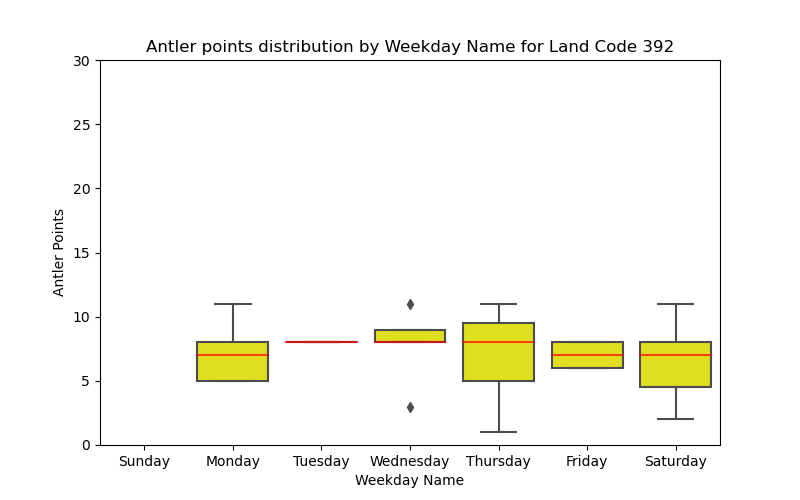 Antler points distribution by Weekday Name for Land Code 392
30
25
20
15
10
5
0
Antler Points
Sunday Monday Tuesday Wednesday Thursday Friday Saturday
Weekday Name